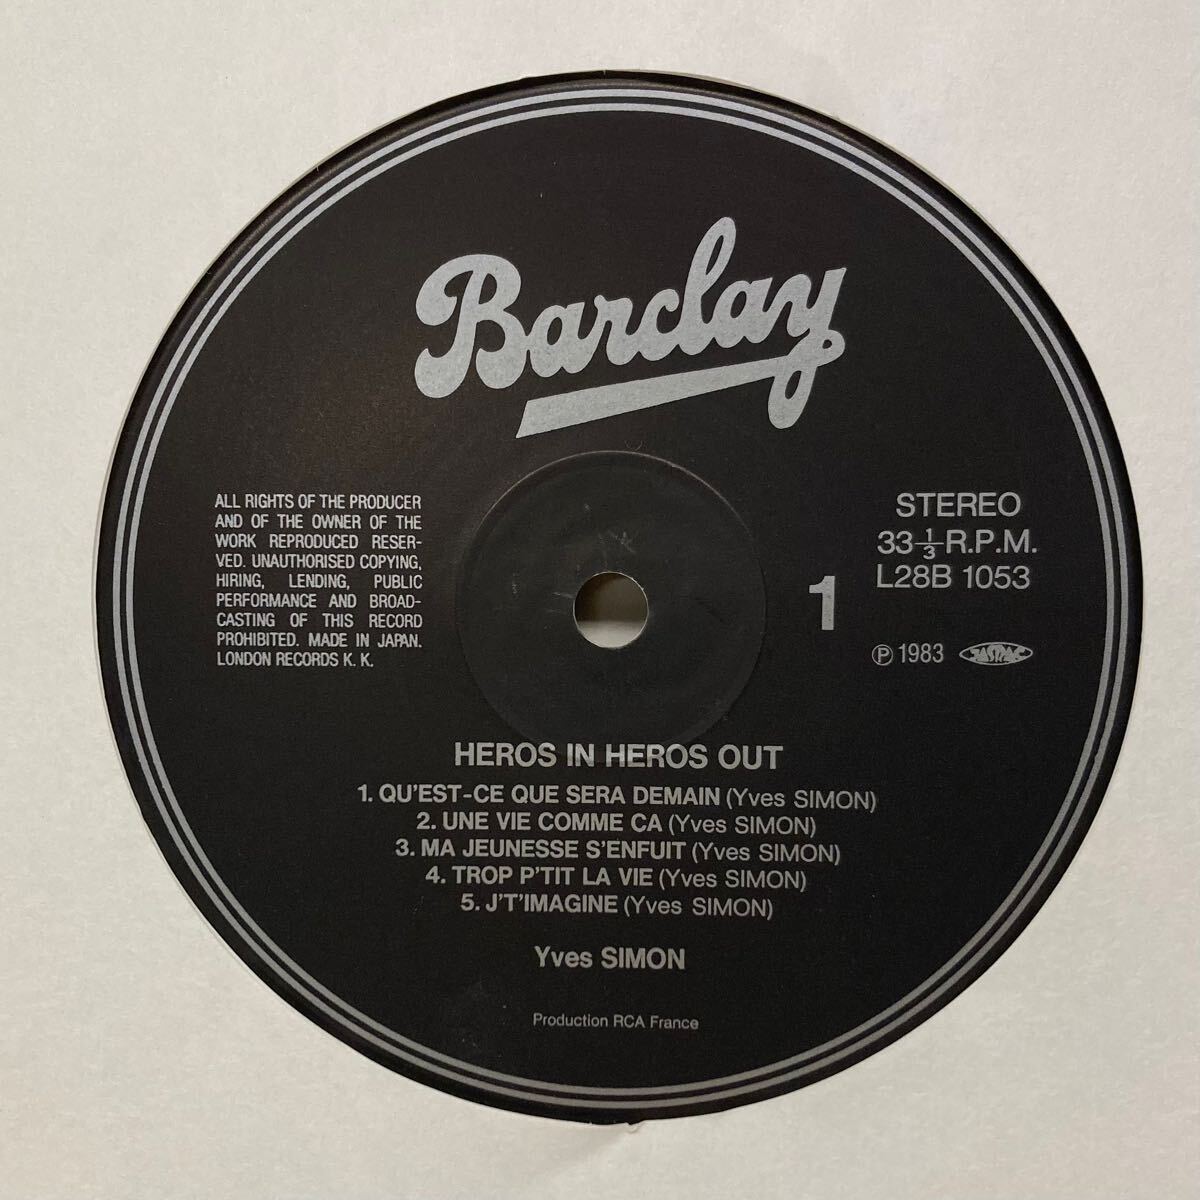 Barclay
ALL RIGHTS OF THE PRODUCER
AND OF THE OWNER OF THE
WORK REPRODUCED RESER-
VED. UNAUTHORISED COPYING,
HIRING, LENDING, PUBLIC
PERFORMANCE AND BROAD-
CASTING OF THIS RECORD
PROHIBITED. MADE IN JAPAN.
LONDON RECORDS K. K.
STEREO
33 1/3 R.P.M.
L28B 1053
1
Ⓟ 1983 JASRAC
HEROS IN HEROS OUT
1. QU'EST-CE QUE SERA DEMAIN (Yves SIMON)
2. UNE VIE COMME CA (Yves SIMON)
3. MA JEUNESSE S'ENFUIT (Yves SIMON)
4. TROP P'TIT LA VIE (Yves SIMON)
5. J'T'IMAGINE (Yves SIMON)
Yves SIMON
Production RCA France